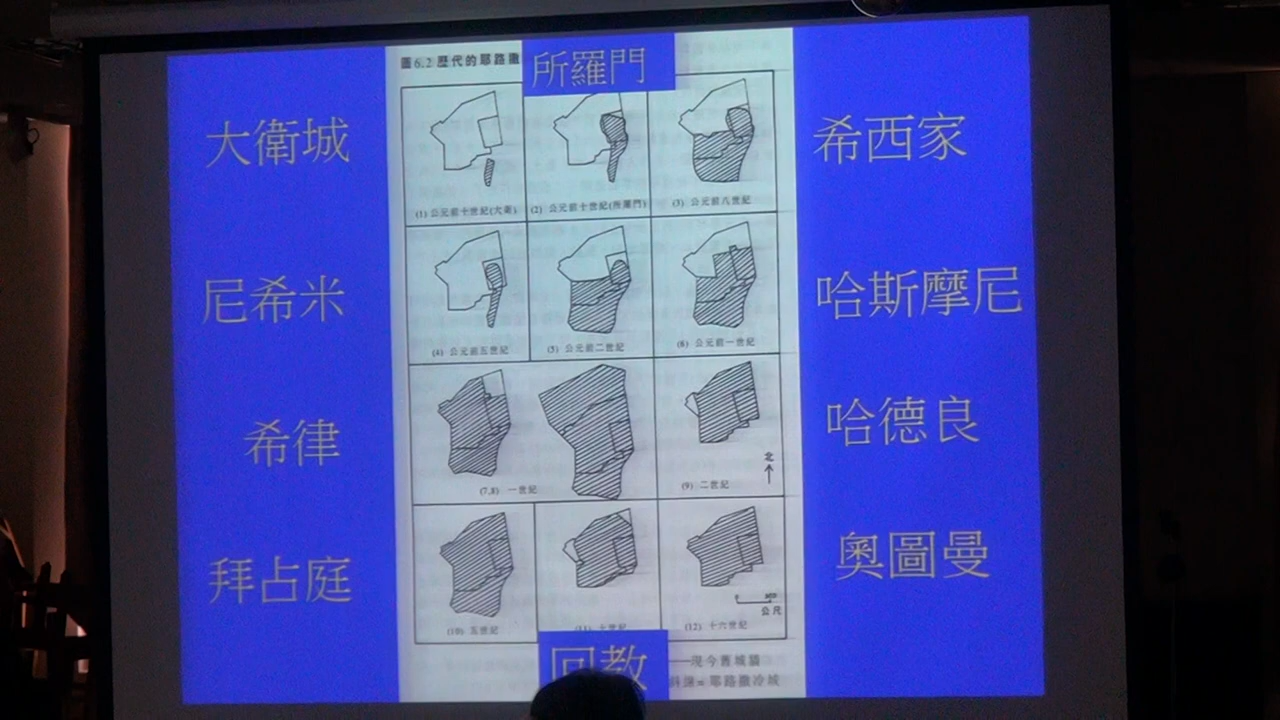 圖6.2 歷代的耶路撒
所羅門
大衛城
希西家
(1) 公元前十世紀(大衛)
(2) 公元前十世紀(所羅門)
(3) 公元前八世紀
尼希米
哈斯摩尼
(4) 公元前五世紀
(5) 公元前二世紀
(6) 公元前一世紀
希律
哈德良
北
(7,8) 一世紀
(9) 二世紀
拜占庭
奧圖曼
公尺
(10) 五世紀
(11) 十世紀
(12) 十六世紀
回教
現今舊城牆
耶路撒冷城